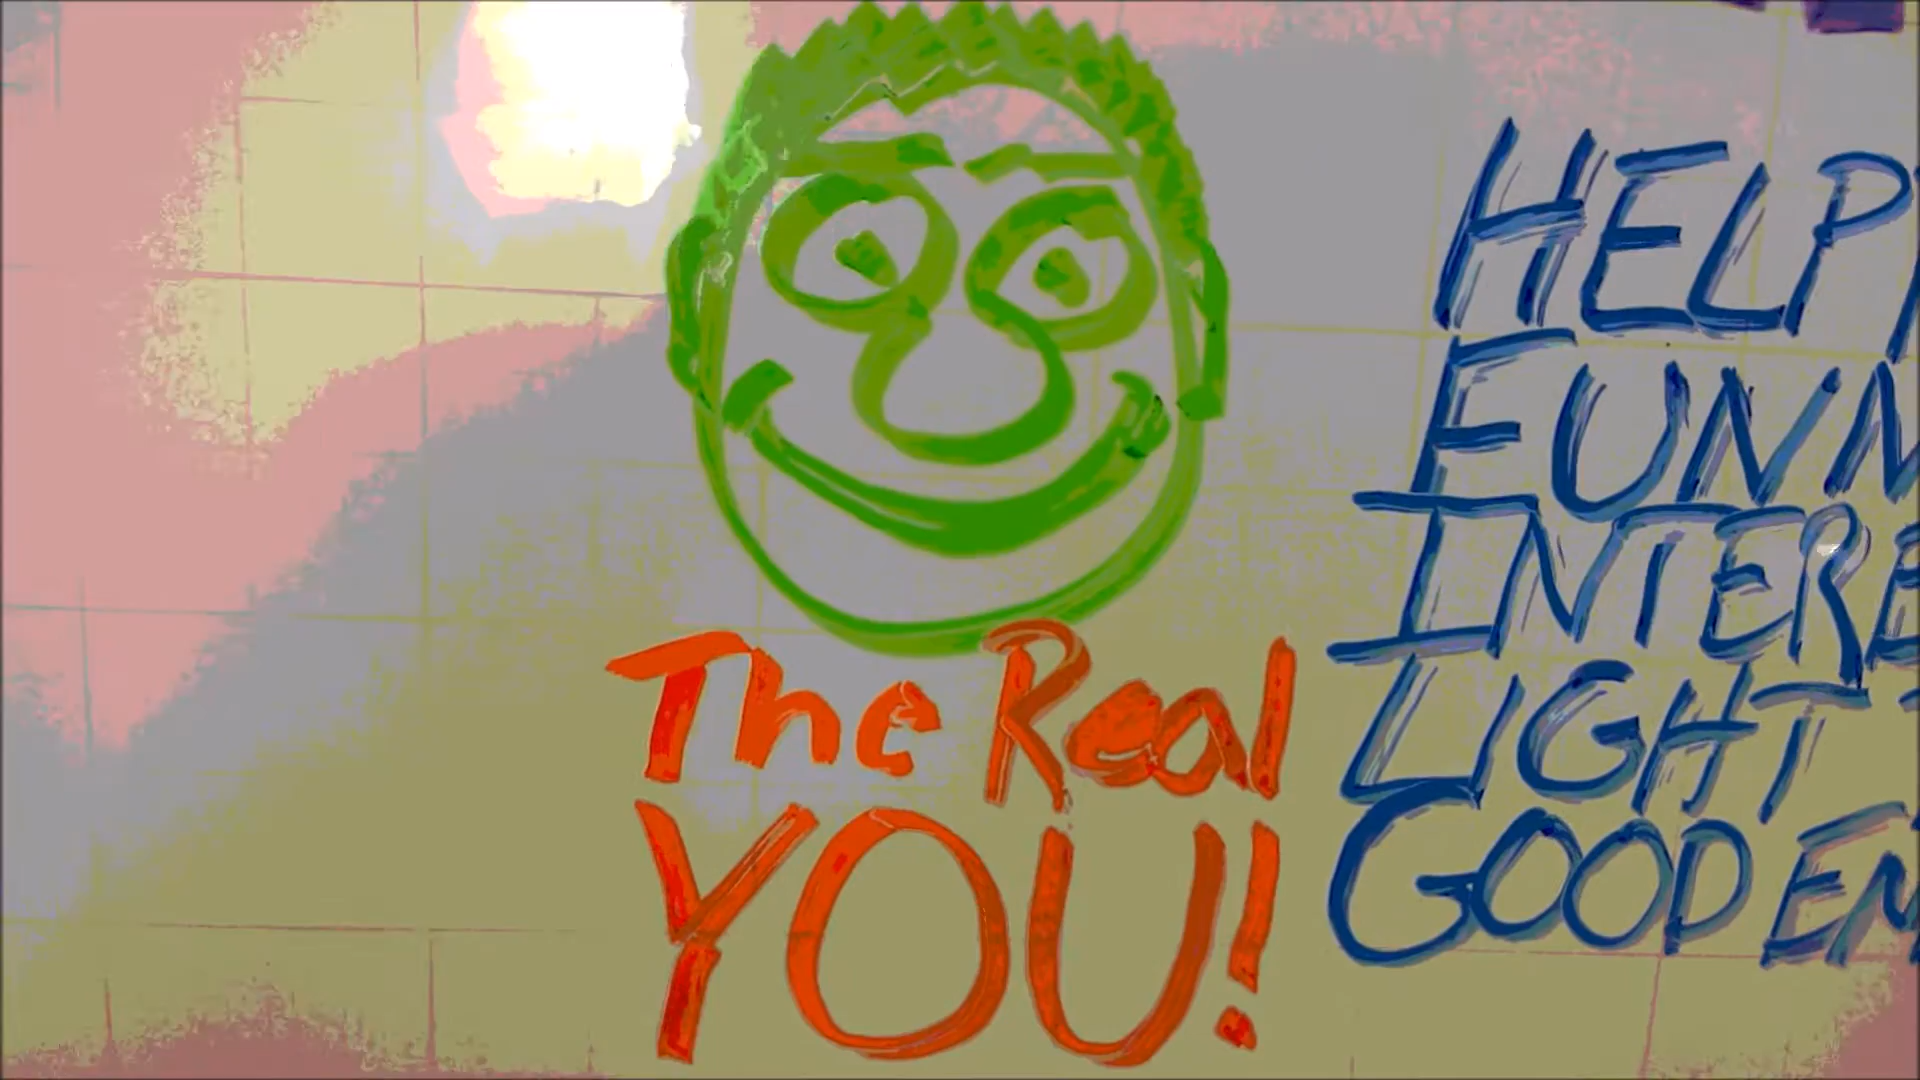 The Real
YOU!
HELP
FUNN
INTERE
LIGHT
GOOD EN